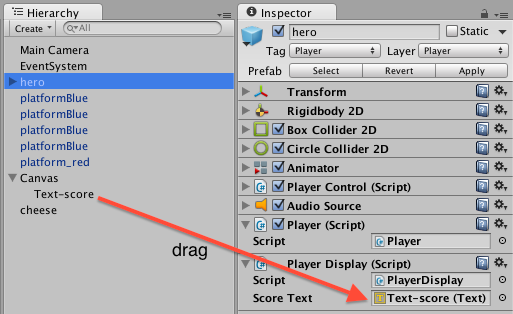 Hierarchy
Create All
Main Camera
EventSystem
hero
platformBlue
platformBlue
platformBlue
platformBlue
platform_red
Canvas
Text-score
cheese
drag
Inspector
hero Static
Tag Player Layer Player
Prefab Select Revert Apply
Transform
Rigidbody 2D
Box Collider 2D
Circle Collider 2D
Animator
Player Control (Script)
Audio Source
Player (Script)
Script Player
Player Display (Script)
Script PlayerDisplay
Score Text Text-score (Text)